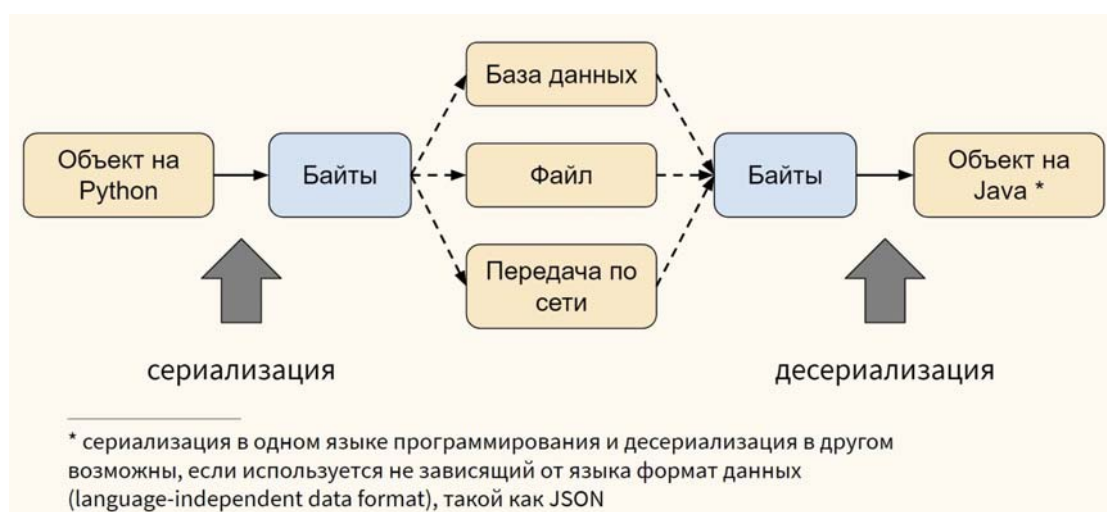 База данных
Объект на
Python
Байты
Файл
Байты
Объект на
Java *
Передача по
сети
сериализация
десериализация
* сериализация в одном языке программирования и десериализация в другом
возможны, если используется не зависящий от языка формат данных
(language-independent data format), такой как JSON